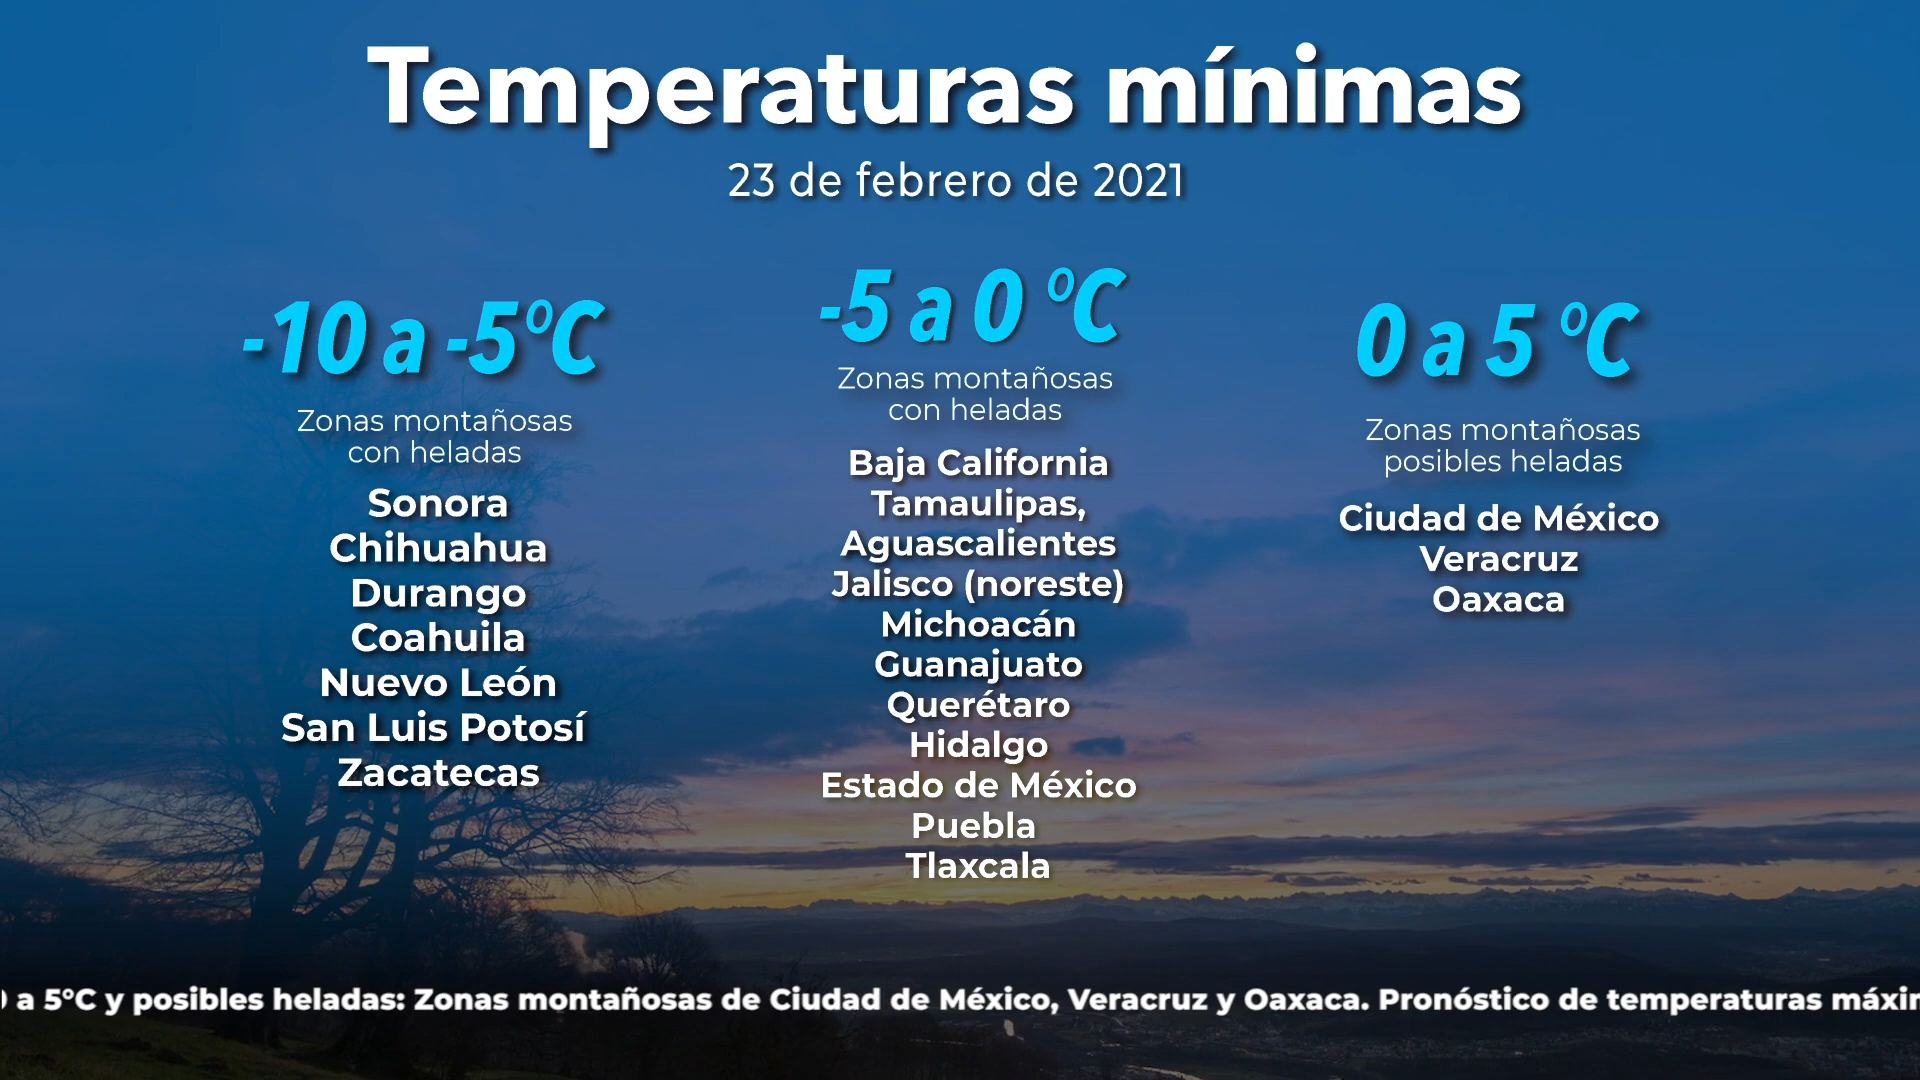 Temperaturas mínimas
23 de febrero de 2021
-10 a -5°C
Zonas montañosas
con heladas
Sonora
Chihuahua
Durango
Coahuila
Nuevo León
San Luis Potosí
Zacatecas
-5 a 0 °C
Zonas montañosas
con heladas
Baja California
Tamaulipas,
Aguascalientes
Jalisco (noreste)
Michoacán
Guanajuato
Querétaro
Hidalgo
Estado de México
Puebla
Tlaxcala
0 a 5 °C
Zonas montañosas
posibles heladas
Ciudad de México
Veracruz
Oaxaca
a 5°C y posibles heladas: Zonas montañosas de Ciudad de México, Veracruz y Oaxaca. Pronóstico de temperaturas